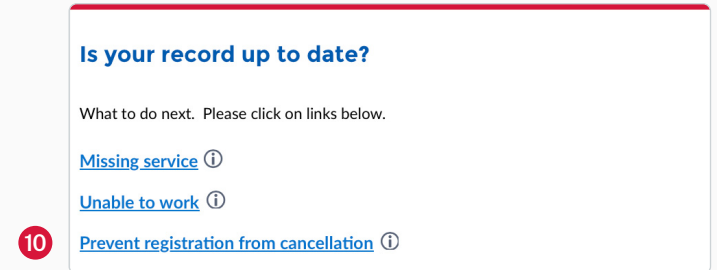 Is your record up to date?
What to do next. Please click on links below.
Missing service
Unable to work
10 Prevent registration from cancellation